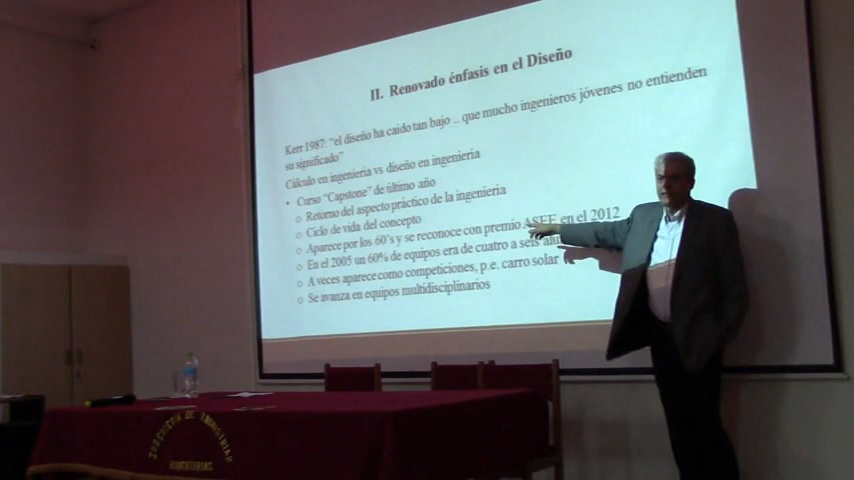 II. Renovado énfasis en el Diseño
Kerr 1987: “el diseño ha caído tan bajo .. que mucho ingenieros jóvenes no entienden
su significado”
Cálculo en ingeniería vs diseño en ingeniería
• Curso “Capstone” de último año
o Retorno del aspecto práctico de la ingeniería
o Ciclo de vida del concepto
o Aparece por los 60’s y se reconoce con premio ASEE en el 2012
o En el 2005 un 60% de equipos era de cuatro a seis
o A veces aparece como competiciones, p.e. carro solar
o Se avanza en equipos multidisciplinarios
INGENIERIA DE INDUSTRIAS
ALIMENTARIAS